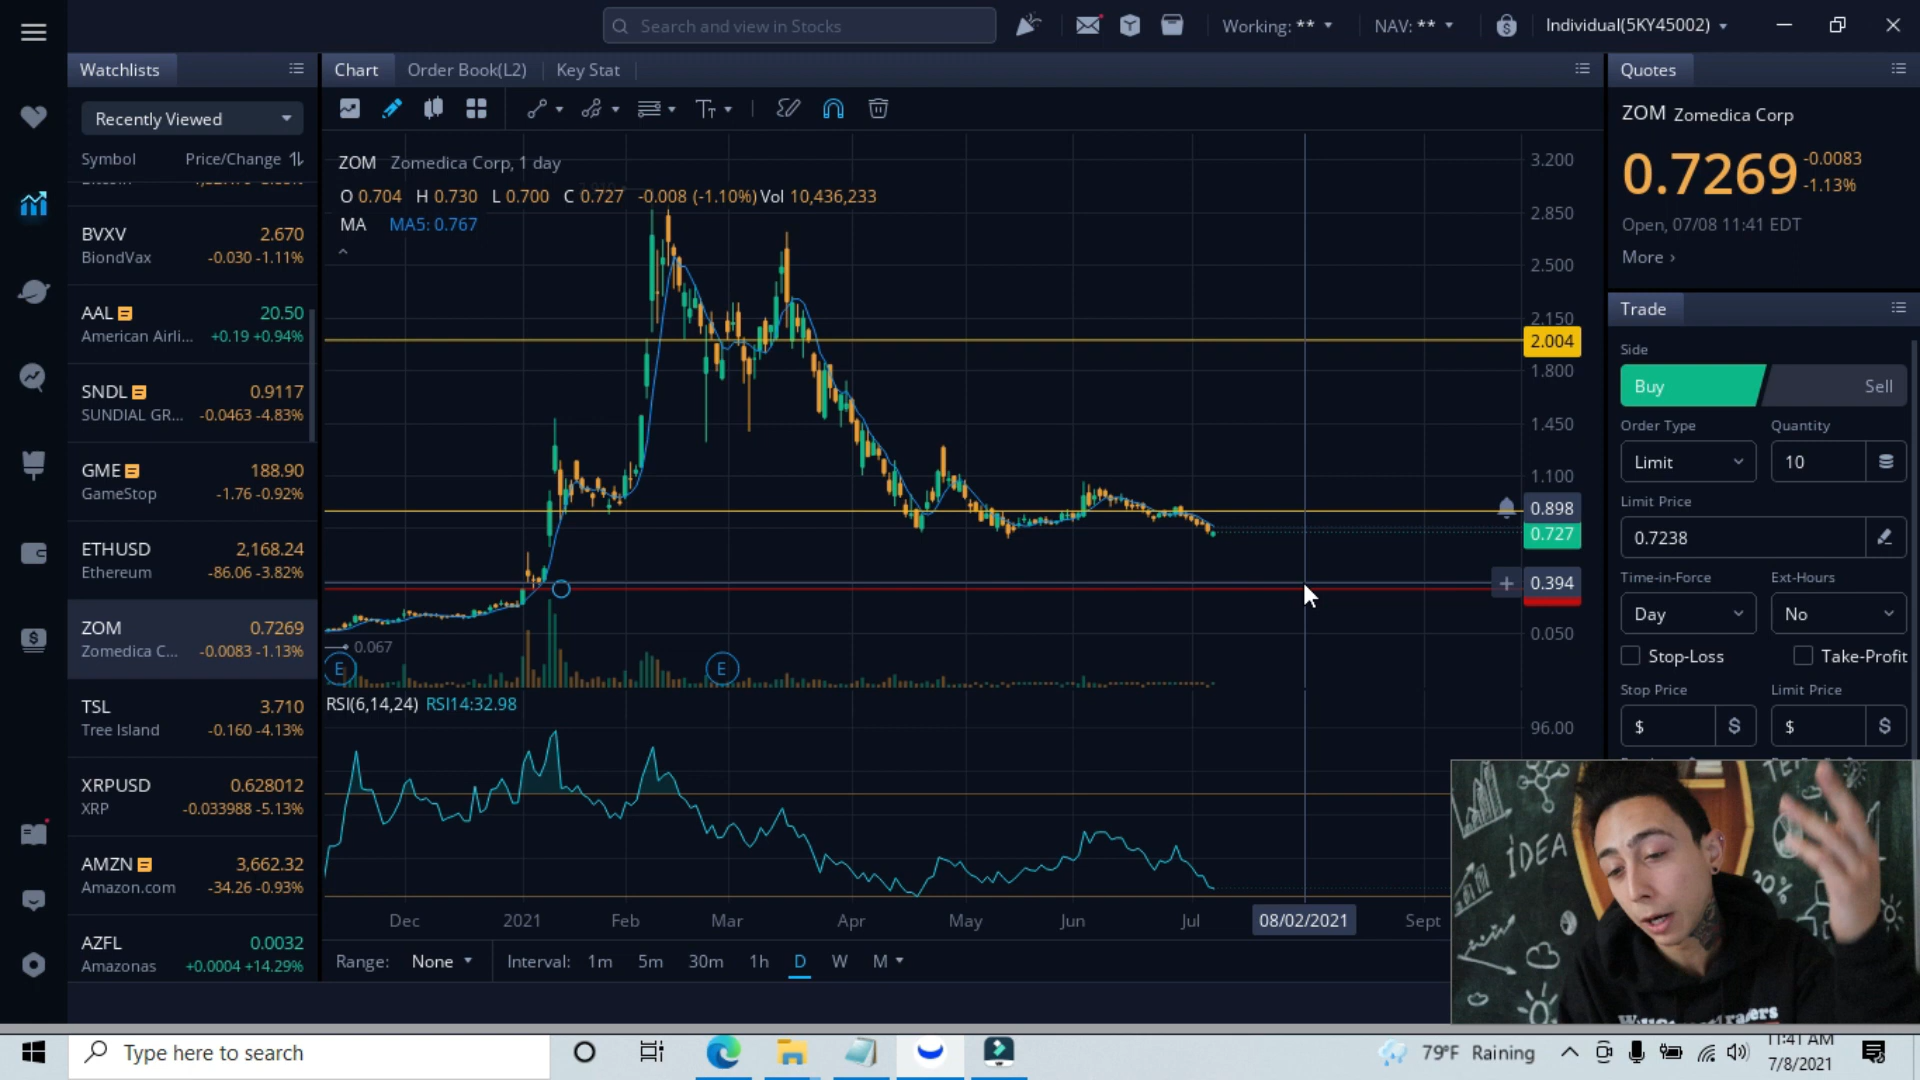 Search and view in Stocks
Working: **
NAV: **
Individual(5KY45002)
Watchlists
Recently Viewed
Symbol Price/Change
BVXV 2.670
BiondVax -0.030 -1.11%
AAL 20.50
American Airli... +0.19 +0.94%
SNDL 0.9117
SUNDIAL GR... -0.0463 -4.83%
GME 188.90
GameStop -1.76 -0.92%
ETHUSD 2,168.24
Ethereum -86.06 -3.82%
ZOM 0.7269
Zomedica C... -0.0083 -1.13%
TSL 3.710
Tree Island -0.160 -4.13%
XRPUSD 0.628012
XRP -0.033988 -5.13%
AMZN 3,662.32
Amazon.com -34.26 -0.93%
AZFL 0.0032
Amazonas +0.0004 +14.29%
Chart Order Book(L2) Key Stat
ZOM Zomedica Corp, 1 day
O 0.704 H 0.730 L 0.700 C 0.727 -0.008 (-1.10%) Vol 10,436,233
MA MA5: 0.767
3.200
2.850
2.500
2.150
2.004
1.800
1.450
1.100
0.898
0.727
0.394
0.050
0.067
E
E
RSI(6,14,24) RSI14:32.98
96.00
Dec 2021 Feb Mar Apr May Jun Jul 08/02/2021 Sept
Range: None Interval: 1m 5m 30m 1h D W M
Quotes
ZOM Zomedica Corp
0.7269
-0.0083
-1.13%
Open, 07/08 11:41 EDT
More ›
Trade
Side
Buy Sell
Order Type Quantity
Limit 10
Limit Price
0.7238
Time-in-Force Ext-Hours
Day No
Stop-Loss Take-Profit
Stop Price Limit Price
$ $ $ $
iDEA
Type here to search
79°F Raining
11:41 AM
7/8/2021